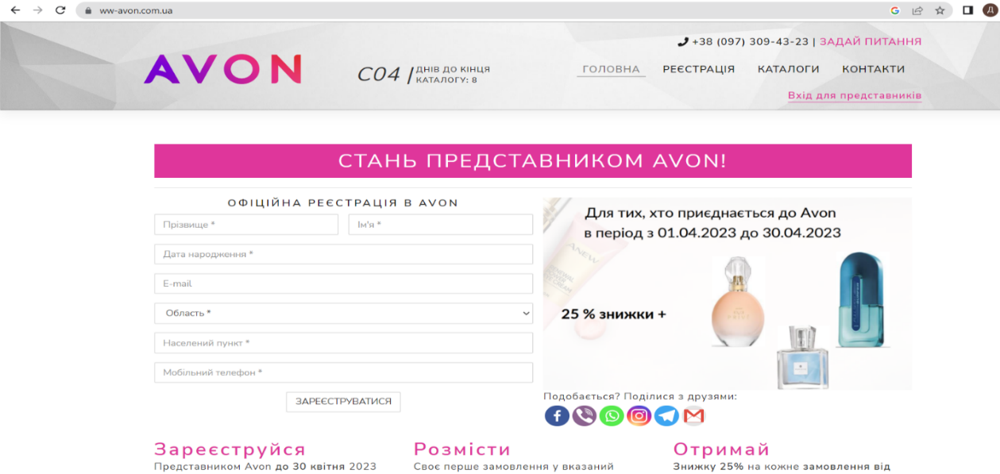 ww-avon.com.ua
Д
+38 (097) 309-43-23 | ЗАДАЙ ПИТАННЯ
AVON
С04 / ДНІВ ДО КІНЦЯ
КАТАЛОГУ: 8
ГОЛОВНА РЕЄСТРАЦІЯ КАТАЛОГИ КОНТАКТИ
Вхід для представників
СТАНЬ ПРЕДСТАВНИКОМ AVON!
ОФІЦІЙНА РЕЄСТРАЦІЯ В AVON
Прізвище * Ім'я *
Дата народження *
E-mail
Область *
Населений пункт *
Мобільний телефон *
ЗАРЕЄСТРУВАТИСЯ
Для тих, хто приєднається до Avon
в період з 01.04.2023 до 30.04.2023
ANEW
25 % знижки +
Подобається? Поділися з друзями:
Зареєструйся
Представником Avon до 30 квітня 2023
Розмісти
Своє перше замовлення у вказаний
Отримай
Знижку 25% на кожне замовлення від